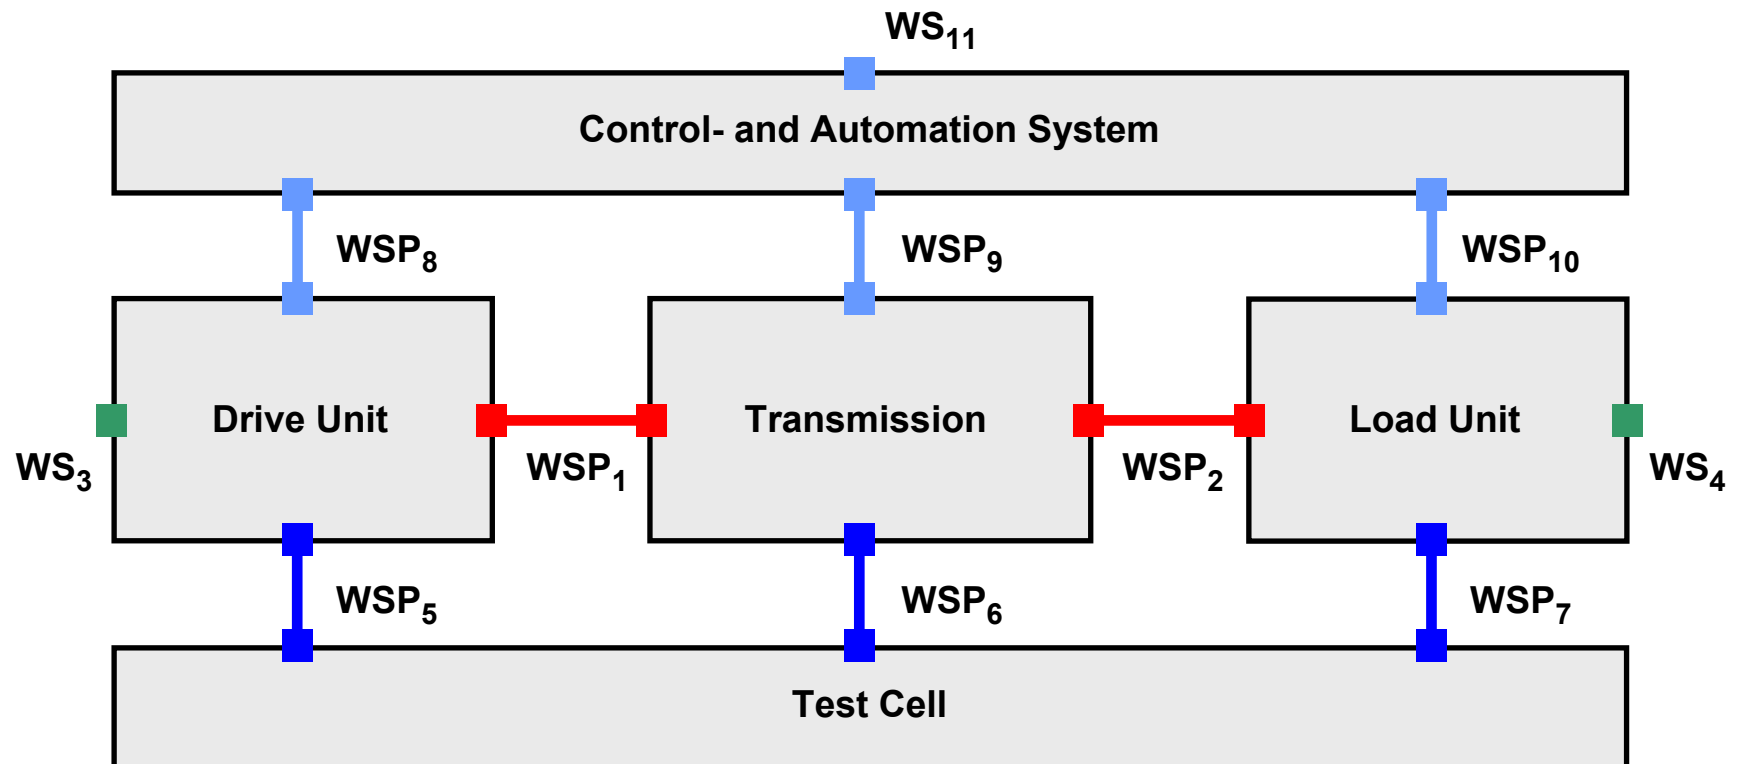 WS₁₁
Control- and Automation System
WSP₈ WSP₉ WSP₁₀
Drive Unit Transmission Load Unit
WS₃ WSP₁ WSP₂ WS₄
WSP₅ WSP₆ WSP₇
Test Cell